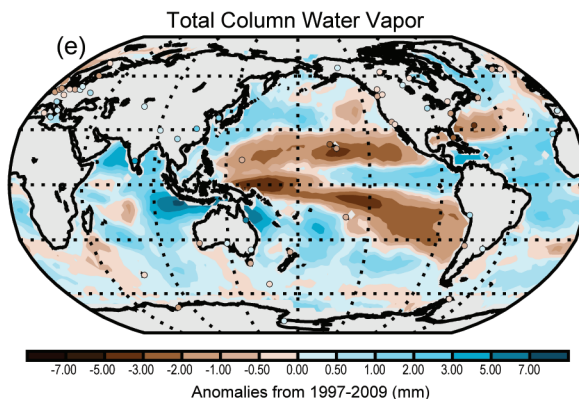 Total Column Water Vapor
(e)
-7.00 -5.00 -3.00 -2.00 -1.00 -0.50 0.00 0.50 1.00 2.00 3.00 5.00 7.00
Anomalies from 1997-2009 (mm)